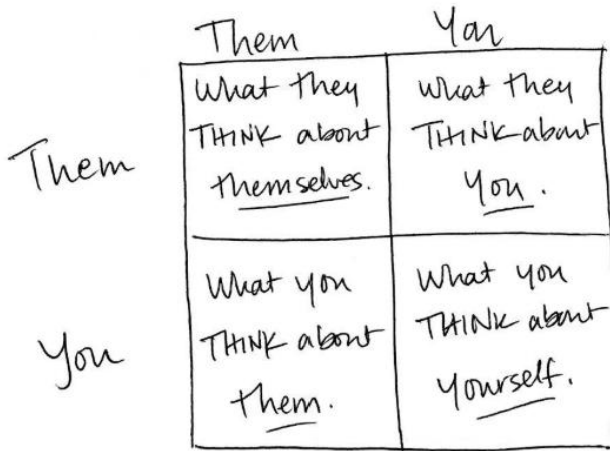 Them You
What they
THINK about
themselves.
What they
THINK about
you.
Them
What you
THINK about
them.
What you
THINK about
yourself.
You